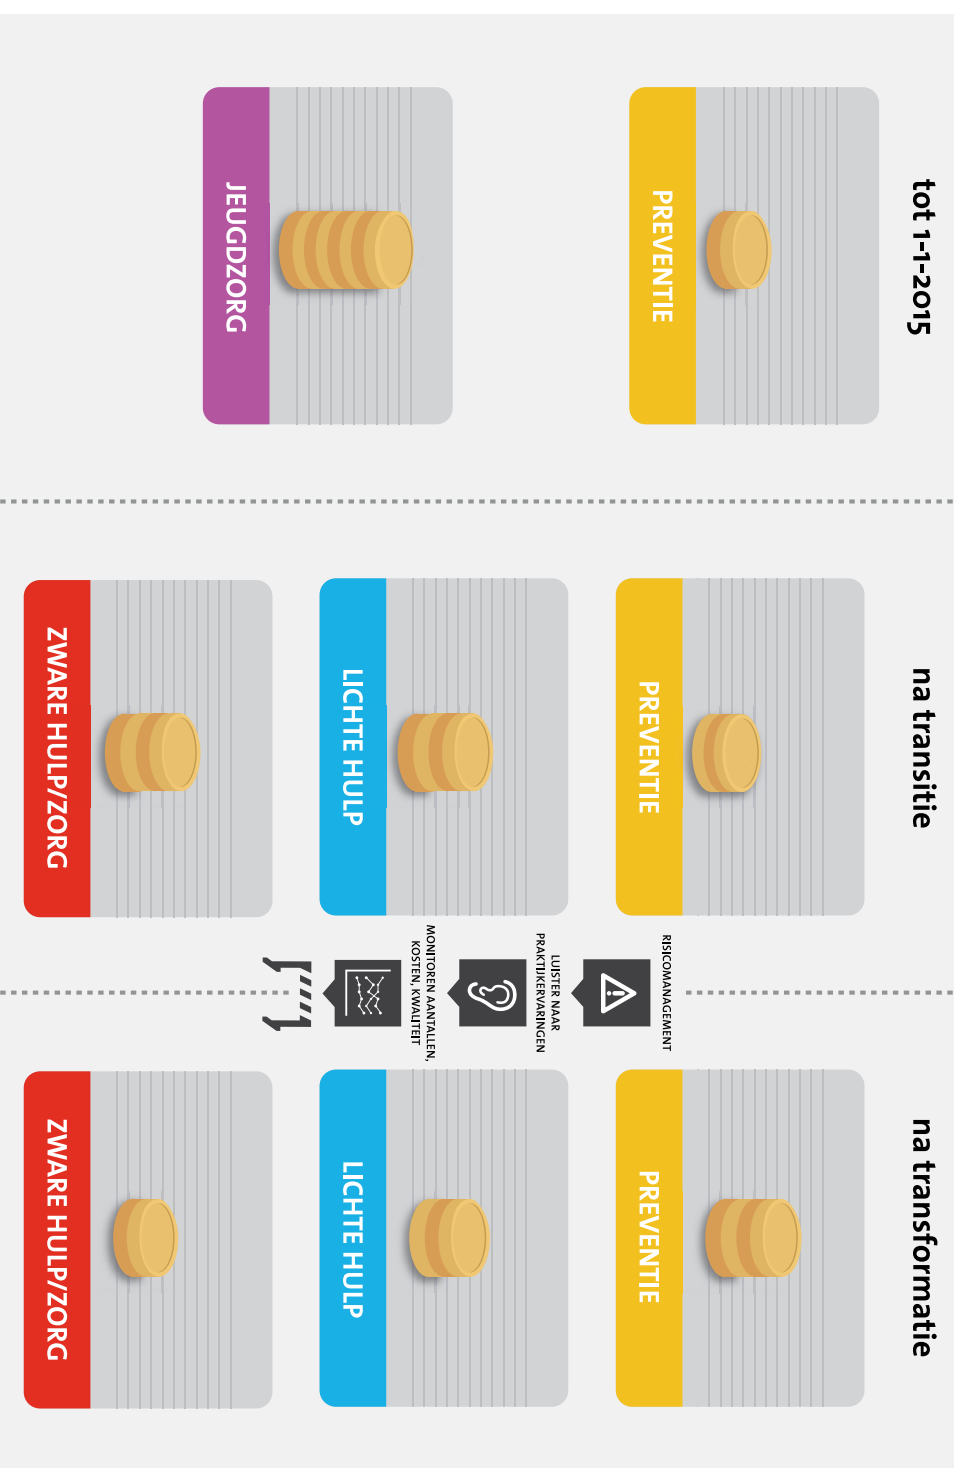 tot 1-1-2015
PREVENTIE
JEUGDZORG
na transitie
PREVENTIE
LICHTE HULP
ZWARE HULP/ZORG
RISICOMANAGEMENT
LUISTER NAAR
PRAKTIJKERVARINGEN
MONITOREN AANTALLEN,
KOSTEN, KWALITEIT
na transformatie
PREVENTIE
LICHTE HULP
ZWARE HULP/ZORG